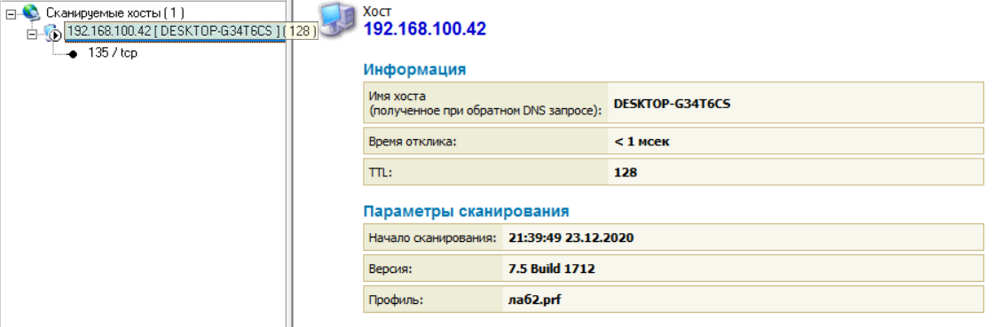 Сканируемые хосты ( 1 )
192.168.100.42 [ DESKTOP-G34T6CS ] ( 128 )
135 / tcp
Хост
192.168.100.42
Информация
Имя хоста
(полученное при обратном DNS запросе): DESKTOP-G34T6CS
Время отклика: < 1 мсек
TTL: 128
Параметры сканирования
Начало сканирования: 21:39:49 23.12.2020
Версия: 7.5 Build 1712
Профиль: лаб2.prf